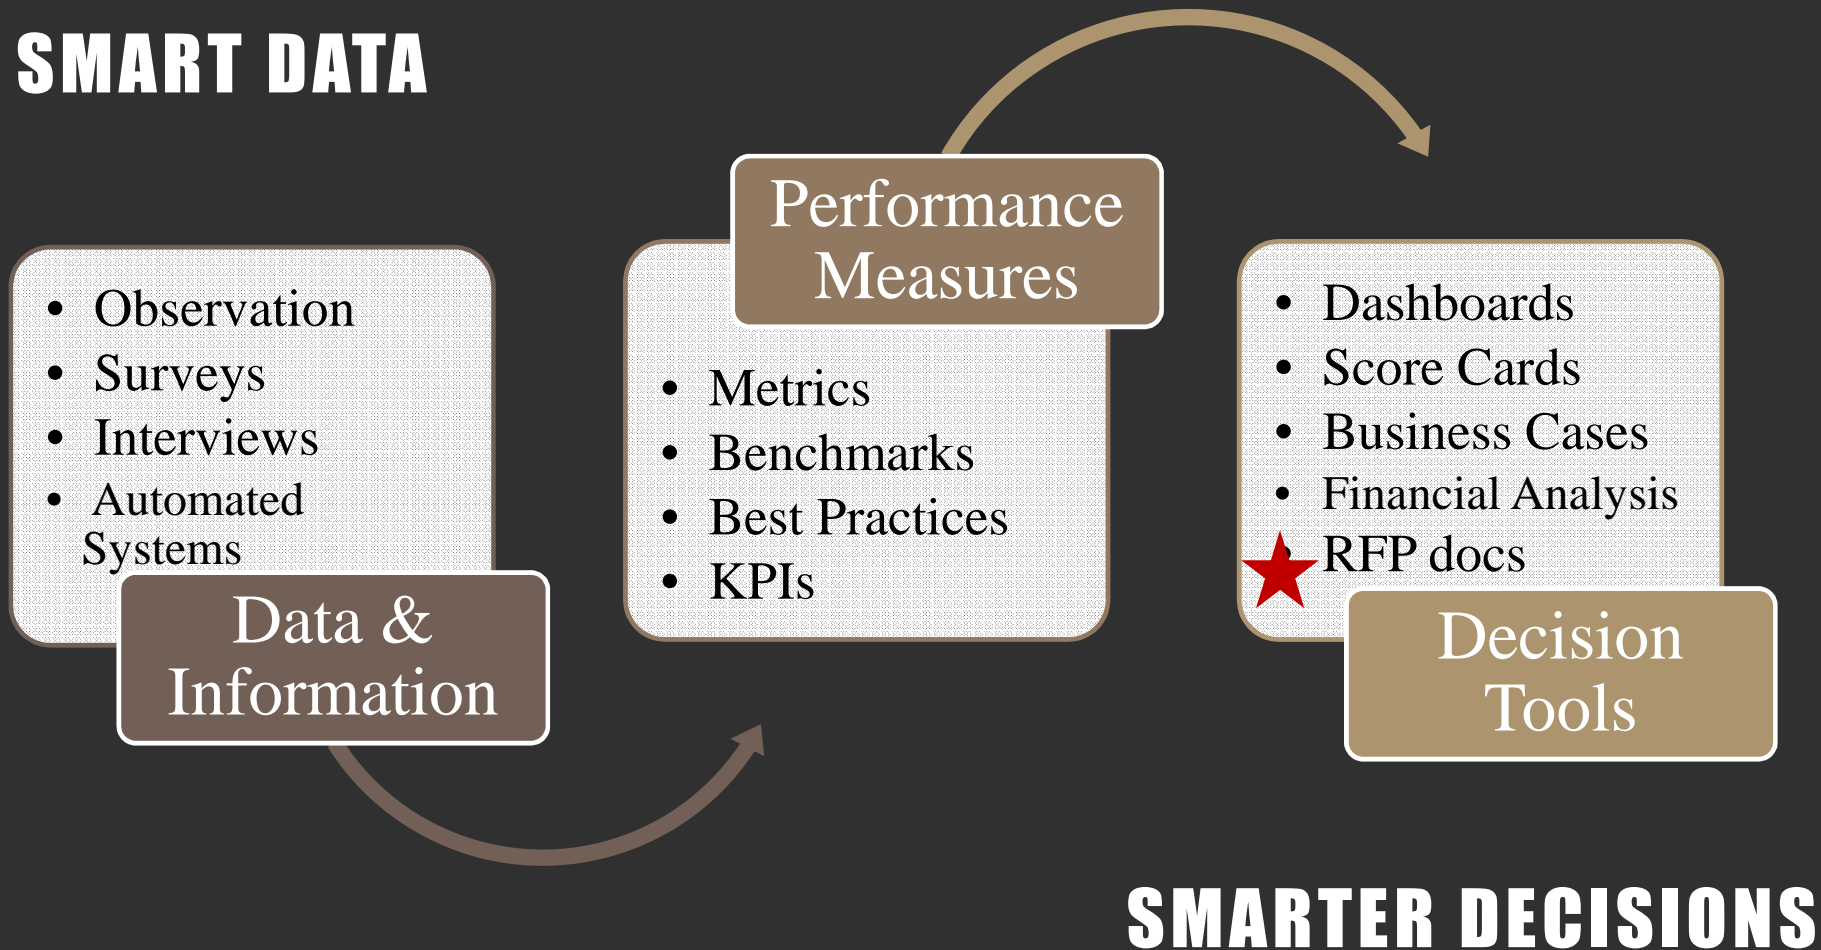 SMART DATA
• Observation
• Surveys
• Interviews
• Automated
Systems
Data &
Information
Performance
Measures
• Metrics
• Benchmarks
• Best Practices
• KPIs
• Dashboards
• Score Cards
• Business Cases
• Financial Analysis
• RFP docs
Decision
Tools
SMARTER DECISIONS